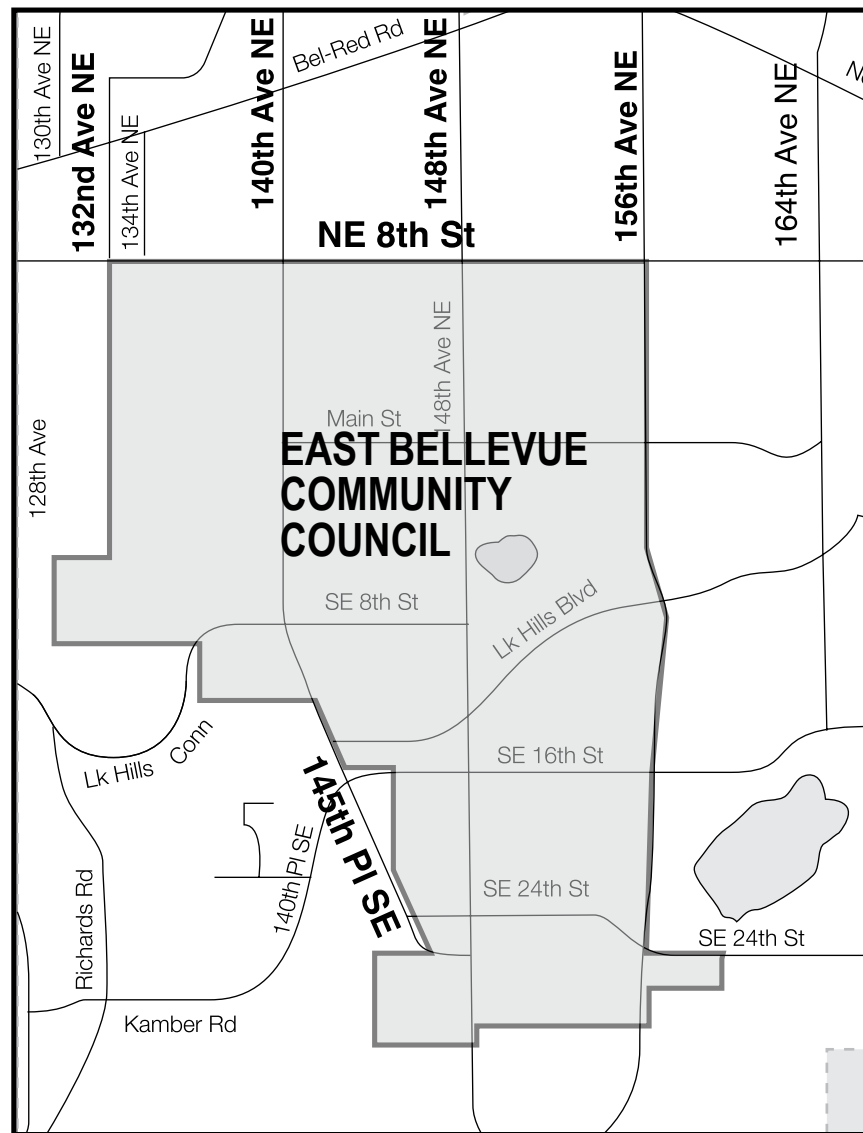 130th Ave NE
132nd Ave NE
134th Ave NE
140th Ave NE
Bel-Red Rd
148th Ave NE
156th Ave NE
164th Ave NE
NE 8th St
148th Ave NE
128th Ave
Main St
EAST BELLEVUE
COMMUNITY
COUNCIL
SE 8th St
Lk Hills Blvd
Lk Hills Conn
SE 16th St
145th Pl SE
140th Pl SE
SE 24th St
SE 24th St
Richards Rd
Kamber Rd